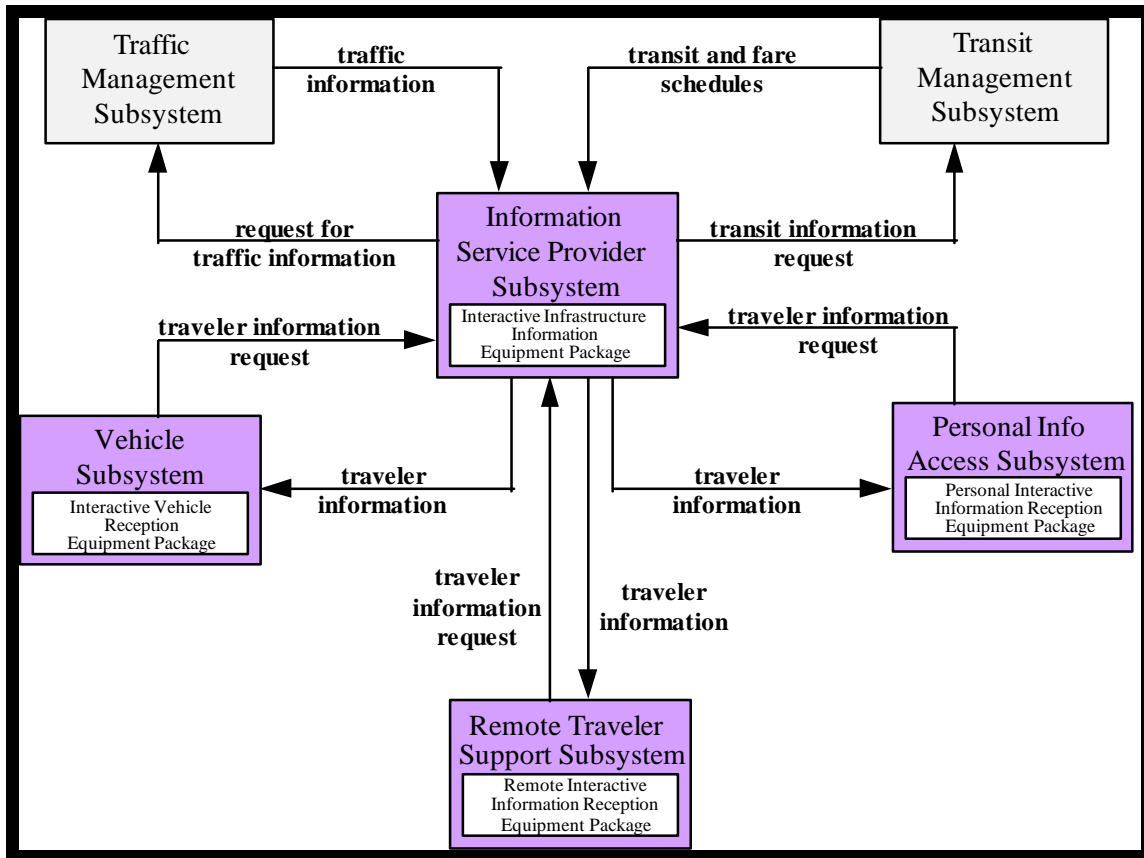 Traffic
Management
Subsystem
traffic
information
transit and fare
schedules
Transit
Management
Subsystem
request for
traffic information
Information
Service Provider
Subsystem
Interactive Infrastructure
Information
Equipment Package
transit information
request
traveler information
request
traveler information
request
Vehicle
Subsystem
Interactive Vehicle
Reception
Equipment Package
traveler
information
traveler
information
Personal Info
Access Subsystem
Personal Interactive
Information Reception
Equipment Package
traveler
information
request
traveler
information
Remote Traveler
Support Subsystem
Remote Interactive
Information Reception
Equipment Package